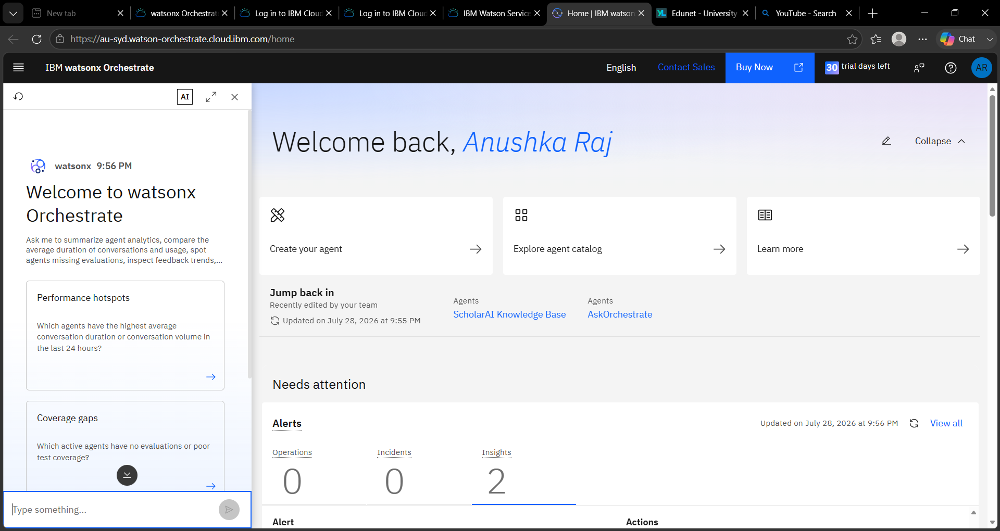 New tab
watsonx Orchestrat
Log in to IBM Clou
Log in to IBM Cloud
IBM Watson Service
Home | IBM watson
YL
Edunet - University
YouTube - Search
https://au-syd.watson-orchestrate.cloud.ibm.com/home
Chat
IBM watsonx Orchestrate
English
Contact Sales
Buy Now
30 trial days left
AR
AI
watsonx 9:56 PM
Welcome to watsonx
Orchestrate
Ask me to summarize agent analytics, compare the
average duration of conversations and usage, spot
agents missing evaluations, inspect feedback trends,...
Performance hotspots
Which agents have the highest average
conversation duration or conversation volume in
the last 24 hours?
Coverage gaps
Which active agents have no evaluations or poor
test coverage?
Type something...
Welcome back, Anushka Raj
Collapse
Create your agent
Explore agent catalog
Learn more
Jump back in
Recently edited by your team
Updated on July 28, 2026 at 9:55 PM
Agents
ScholarAI Knowledge Base
Agents
AskOrchestrate
Needs attention
Alerts
Updated on July 28, 2026 at 9:56 PM
View all
Operations
0
Incidents
0
Insights
2
Alert
Actions